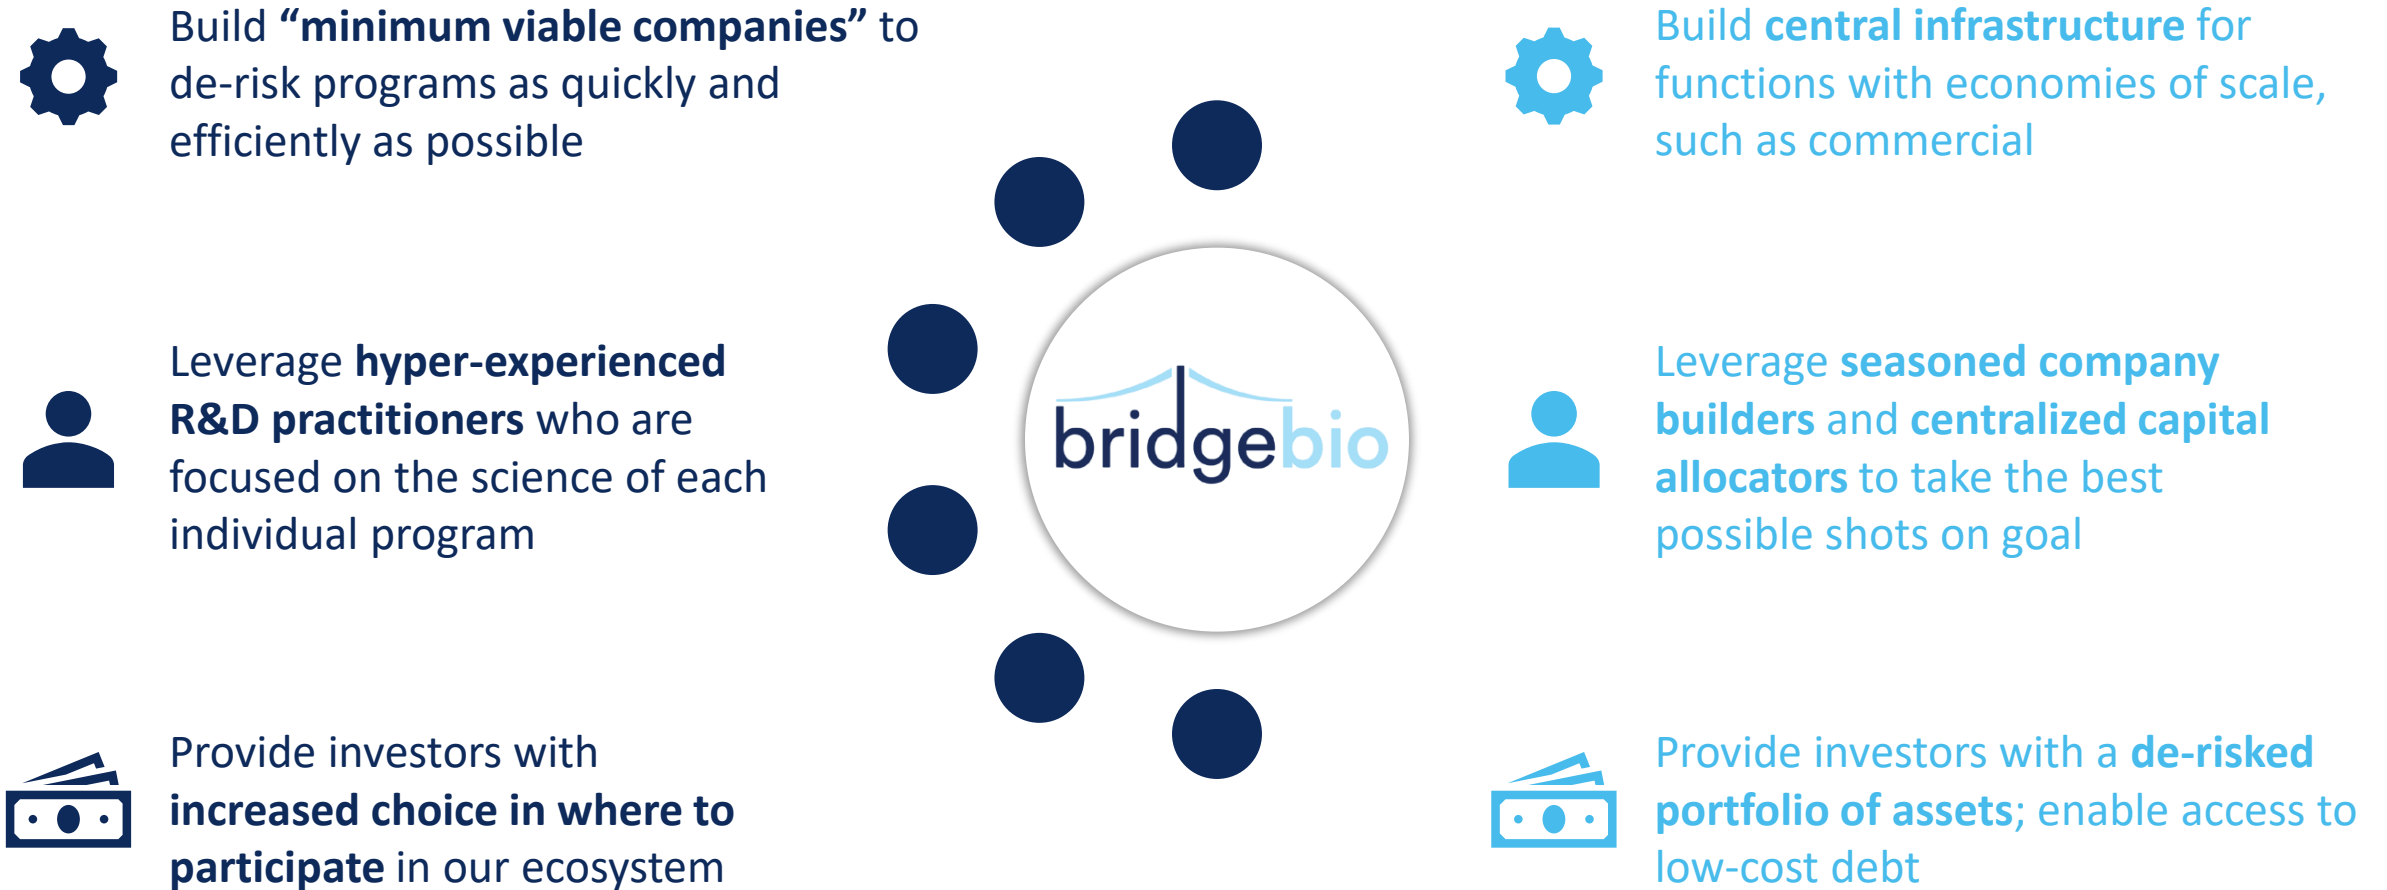 Build “minimum viable companies” to
de-risk programs as quickly and
efficiently as possible
Leverage hyper-experienced
R&D practitioners who are
focused on the science of each
individual program
Provide investors with
increased choice in where to
participate in our ecosystem
bridgebio
Build central infrastructure for
functions with economies of scale,
such as commercial
Leverage seasoned company
builders and centralized capital
allocators to take the best
possible shots on goal
Provide investors with a de-risked
portfolio of assets; enable access to
low-cost debt